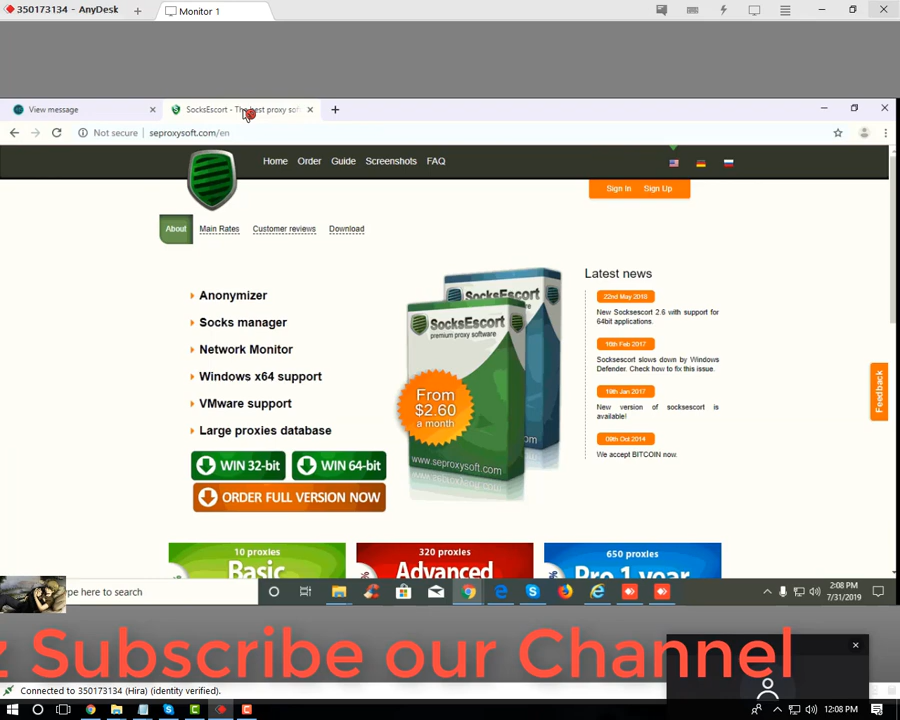 350173134 - AnyDesk
Monitor 1
View message
SocksEscort - The best proxy sof
Not secure
seproxysoft.com/en
Home
Order
Guide
Screenshots
FAQ
Sign in
Sign Up
About
Main Rates
Customer reviews
Download
Anonymizer
Socks manager
Network Monitor
Windows x64 support
VMware support
Large proxies database
WIN 32-bit
WIN 64-bit
ORDER FULL VERSION NOW
SocksEscort
SocksEscort
premium proxy software
From
$2.60
a month
www.seproxysoft.com
Latest news
22nd May 2018
New Socksescort 2.6 with support for
64bit applications.
16th Feb 2017
Socksescort slows down by Windows
Defender. Check how to fix this issue.
19th Jan 2017
New version of socksescort is
available!
09th Oct 2014
We accept BITCOIN now.
Feedback
10 proxies
Basic
320 proxies
Advanced
650 proxies
Pro 1 year
pe here to search
2:08 PM
7/31/2019
z Subscribe our Channel
Connected to 350173134 (Hira) (identity verified).
12:08 PM